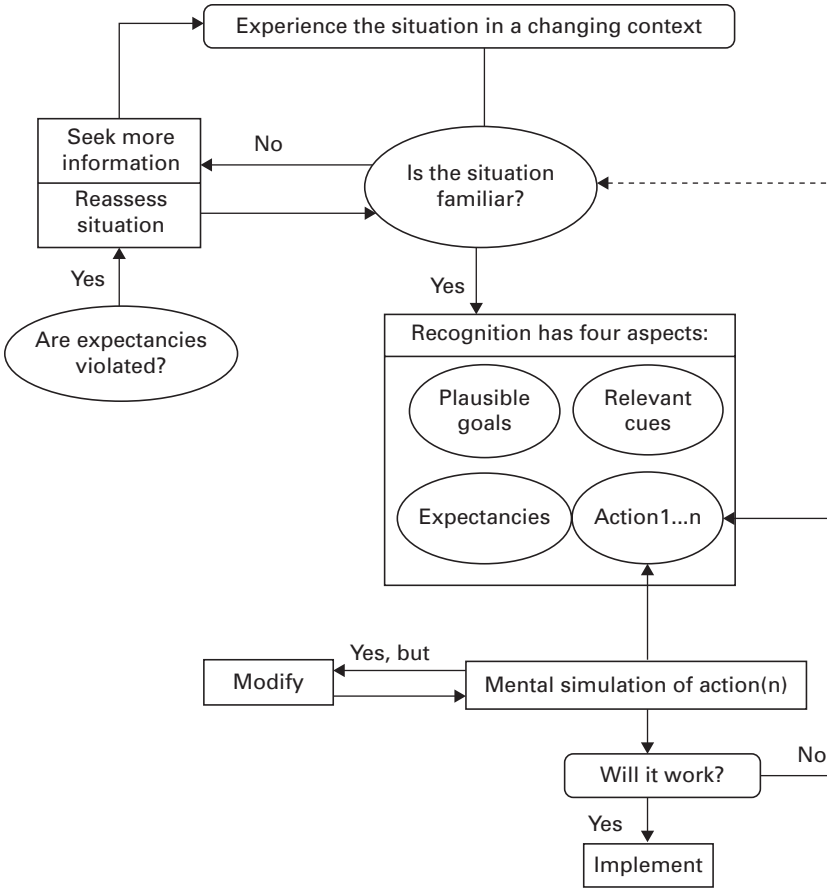 Experience the situation in a changing context
Seek more
information
No
Is the situation
familiar?
Reassess
situation
Yes
Yes
Are expectancies
violated?
Recognition has four aspects:
Plausible
goals
Relevant
cues
Expectancies
Action1...n
Yes, but
Modify
Mental simulation of action(n)
Will it work?
No
Yes
Implement